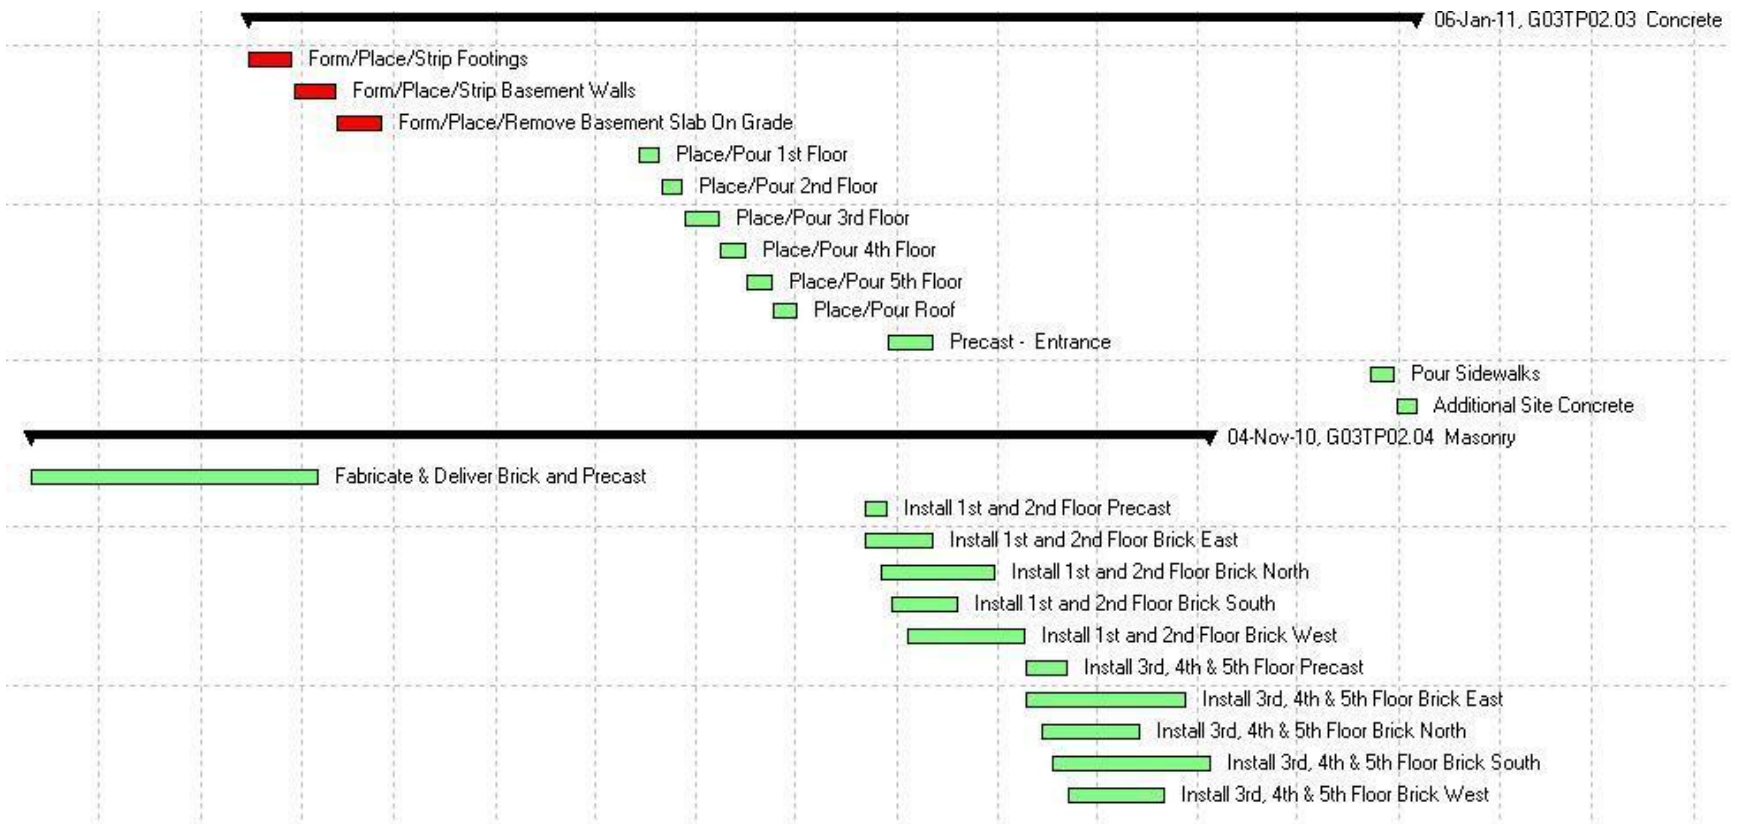 06-Jan-11, G03TP02.03 Concrete
Form/Place/Strip Footings
Form/Place/Strip Basement Walls
Form/Place/Remove Basement Slab On Grade
Place/Pour 1st Floor
Place/Pour 2nd Floor
Place/Pour 3rd Floor
Place/Pour 4th Floor
Place/Pour 5th Floor
Place/Pour Roof
Precast - Entrance
Pour Sidewalks
Additional Site Concrete
04-Nov-10, G03TP02.04 Masonry
Fabricate & Deliver Brick and Precast
Install 1st and 2nd Floor Precast
Install 1st and 2nd Floor Brick East
Install 1st and 2nd Floor Brick North
Install 1st and 2nd Floor Brick South
Install 1st and 2nd Floor Brick West
Install 3rd, 4th & 5th Floor Precast
Install 3rd, 4th & 5th Floor Brick East
Install 3rd, 4th & 5th Floor Brick North
Install 3rd, 4th & 5th Floor Brick South
Install 3rd, 4th & 5th Floor Brick West